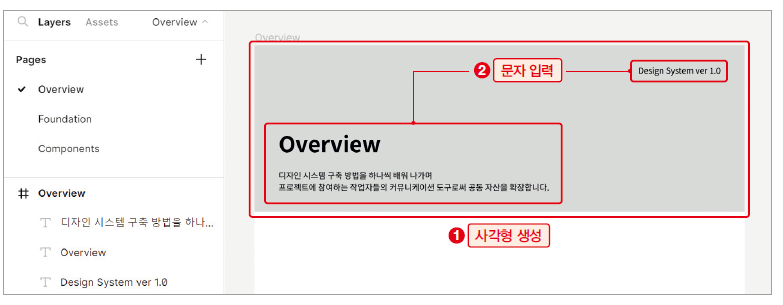 Layers Assets Overview
Pages
Overview
Foundation
Components
Overview
디자인 시스템 구축 방법을 하나...
Overview
Design System ver 1.0
Overview
2 문자 입력
Design System ver 1.0
Overview
디자인 시스템 구축 방법을 하나씩 배워 나가며
프로젝트에 참여하는 작업자들의 커뮤니케이션 도구로써 공동 자산을 확장합니다.
1 사각형 생성